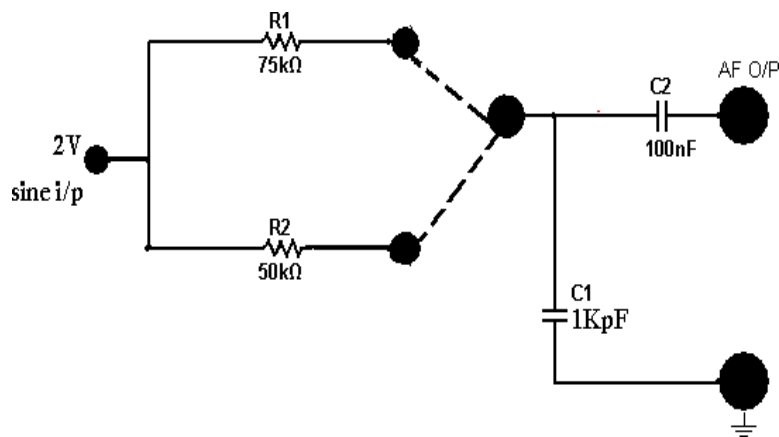 R1
75kΩ
2V
sine i/p
R2
50kΩ
C2
100nF
AF O/P
C1
1KpF